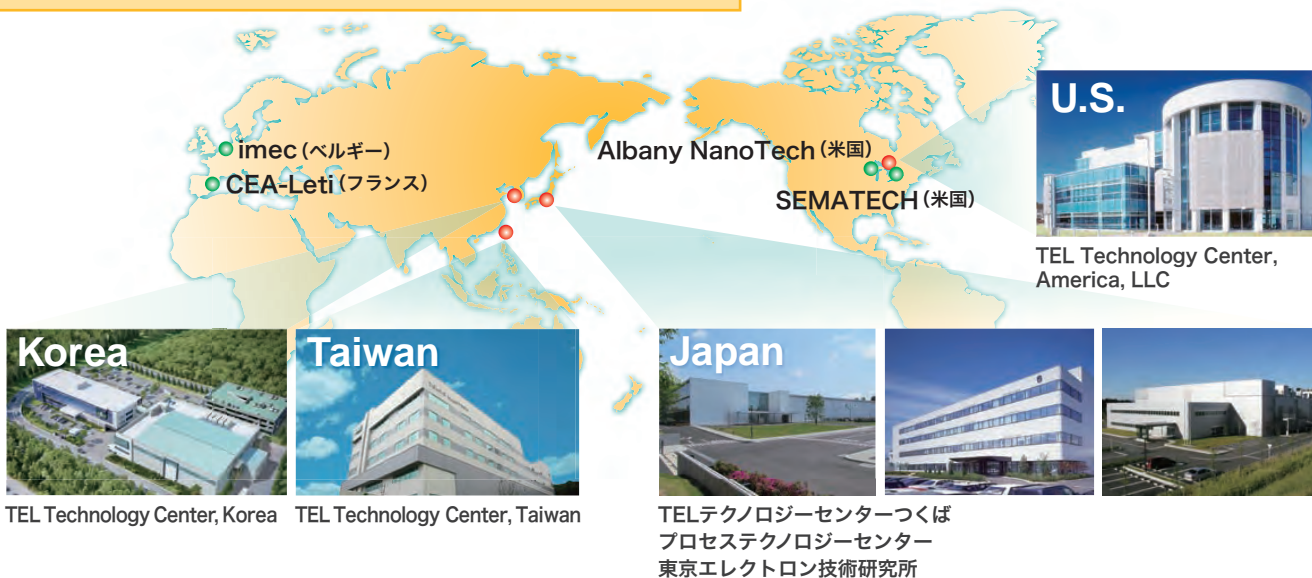 imec(ベルギー)
CEA-Leti(フランス)
Albany NanoTech(米国)
SEMATECH(米国)
U.S.
TEL Technology Center,
America, LLC
Korea
TEL Technology Center, Korea
Taiwan
TEL Technology Center, Taiwan
Japan
TELテクノロジーセンターつくば
プロセステクノロジーセンター
東京エレクトロン技術研究所